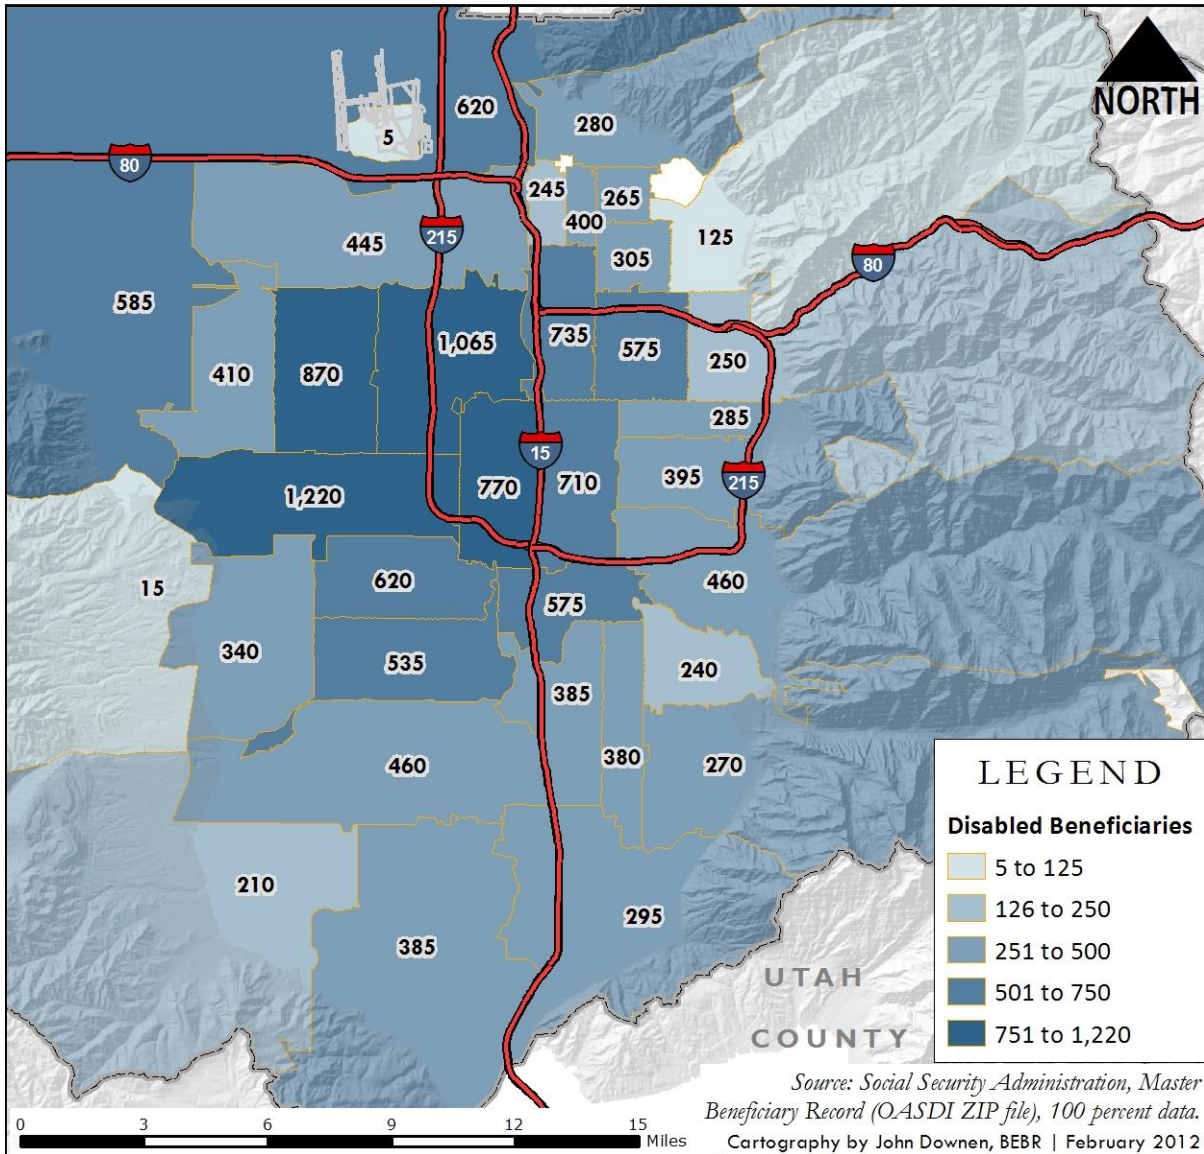 NORTH
620
280
5
80
245
265
400
125
215
445
305
80
585
1,065
735
575
250
410
870
285
15
395
215
770
710
1,220
620
575
460
15
340
535
240
385
460
380
270
LEGEND
Disabled Beneficiaries
5 to 125
126 to 250
251 to 500
501 to 750
751 to 1,220
210
385
295
UTAH
COUNTY
Source: Social Security Administration, Master
Beneficiary Record (OASDI ZIP file), 100 percent data.
0 3 6 9 12 15 Miles
Cartography by John Downen, BEBR | February 2012